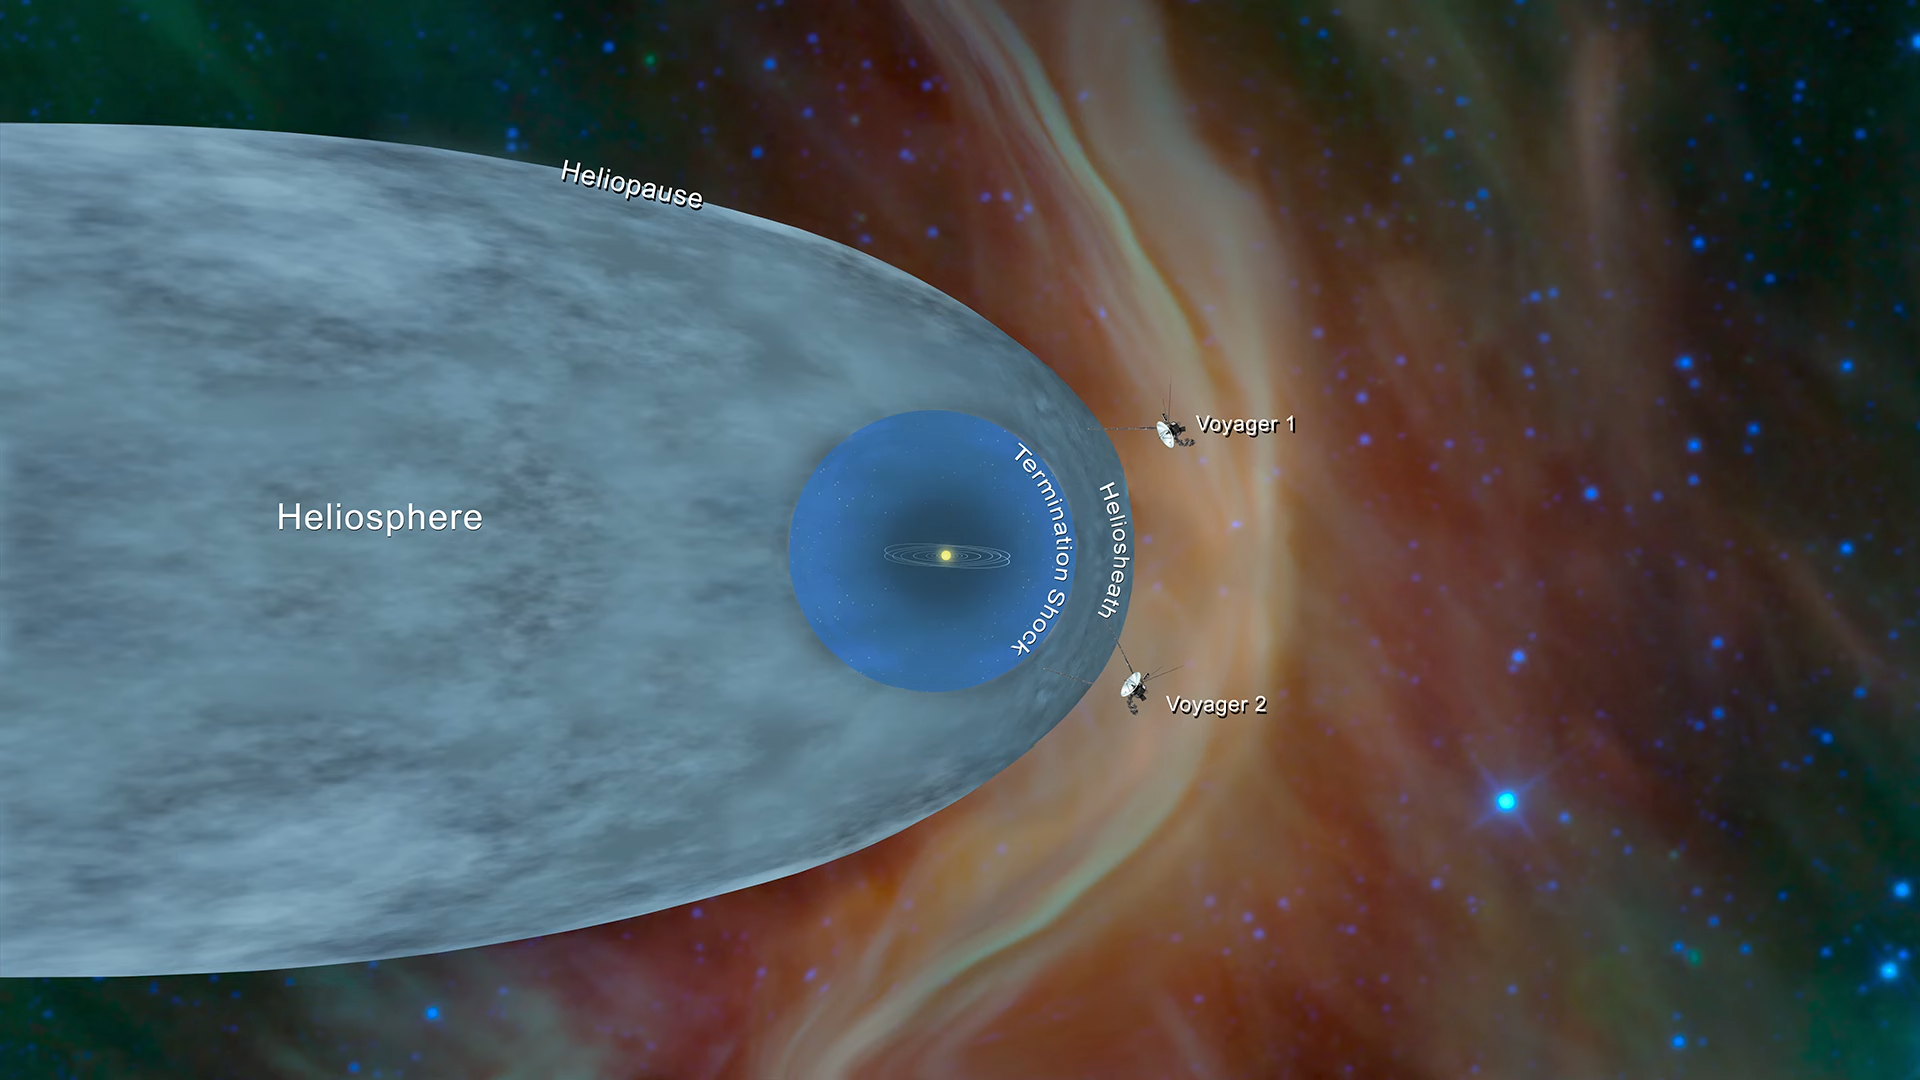 Heliopause
Voyager 1
Termination Shock
Heliosheath
Heliosphere
Voyager 2